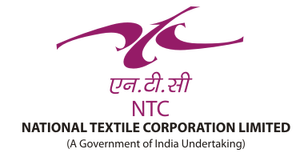 एन.टी.सी
NTC
NATIONAL TEXTILE CORPORATION LIMITED
(A Government of India Undertaking)